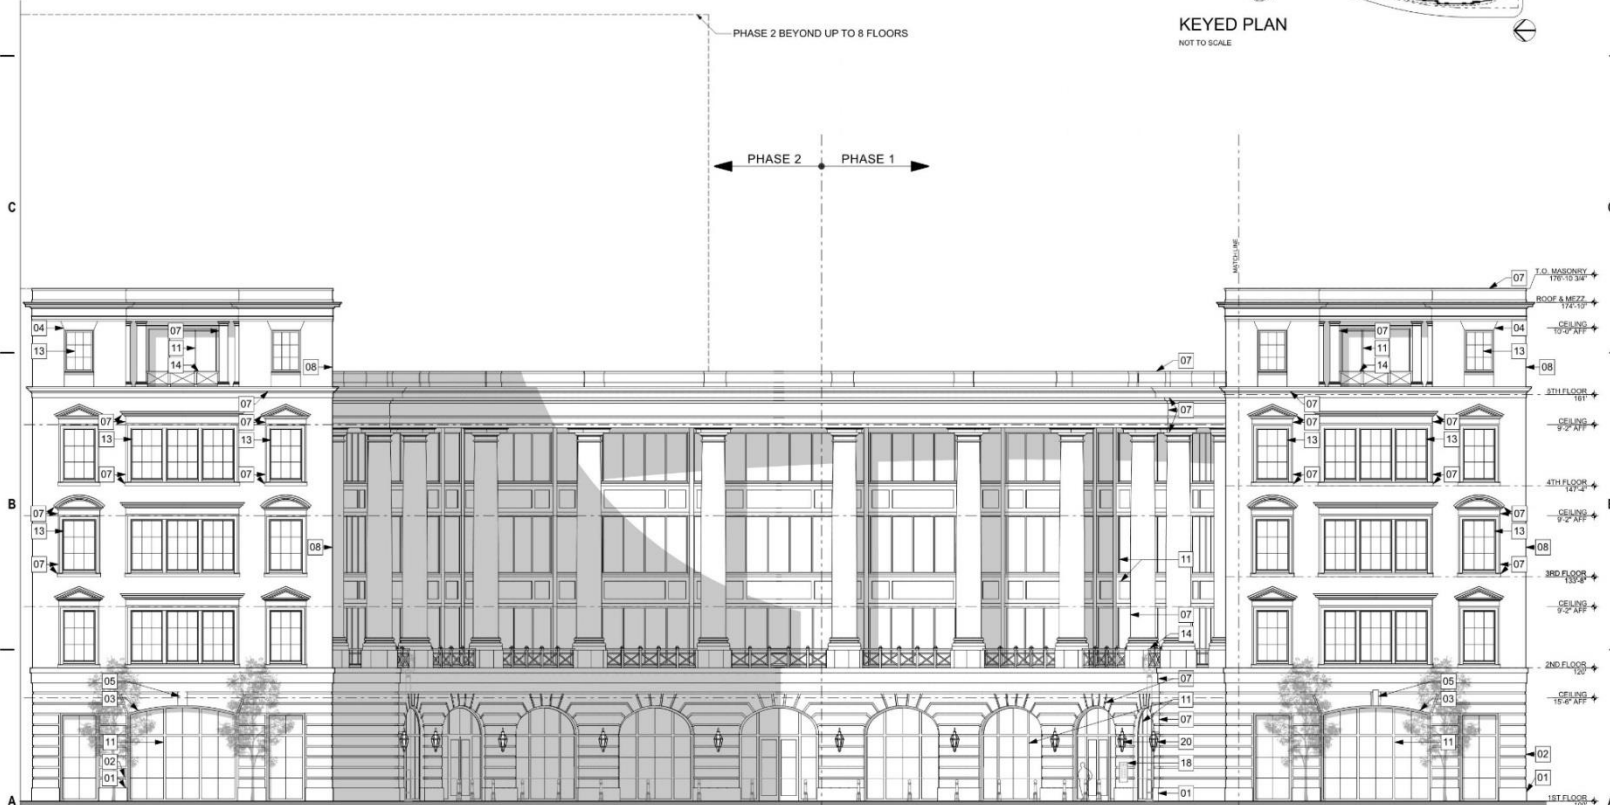 KEYED PLAN
NOT TO SCALE
PHASE 2 BEYOND UP TO 8 FLOORS
PHASE 2
PHASE 1
C
MATCH LINE
07
T.O. MASONRY
176'-10 3/4"
ROOF & MEZZ.
174'-10"
04
07
07
CEILING
10'-0" AFF
04
13
11
11
13
14
08
07
14
08
07
07
07
5TH FLOOR
161'
07
07
07
07
CEILING
9'-2" AFF
13
13
13
13
07
07
07
07
4TH FLOOR
147'-4"
B
07
07
CEILING
9'-2" AFF
13
13
08
08
11
07
07
3RD FLOOR
133'-8"
07
CEILING
9'-2" AFF
14
2ND FLOOR
120'
05
07
05
03
11
03
CEILING
15'-6" AFF
07
11
20
11
02
18
02
01
01
01
A
1ST FLOOR